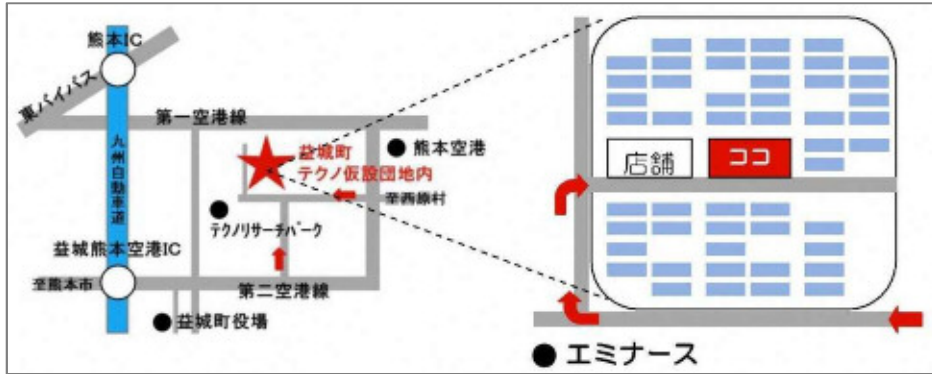 熊本IC
東バイパス
第一空港線
九州自動車道
益城町
テクノ仮設団地内
熊本空港
至西原村
テクノリサーチパーク
益城熊本空港IC
至熊本市
第二空港線
益城町役場
店舗
ココ
エミナース